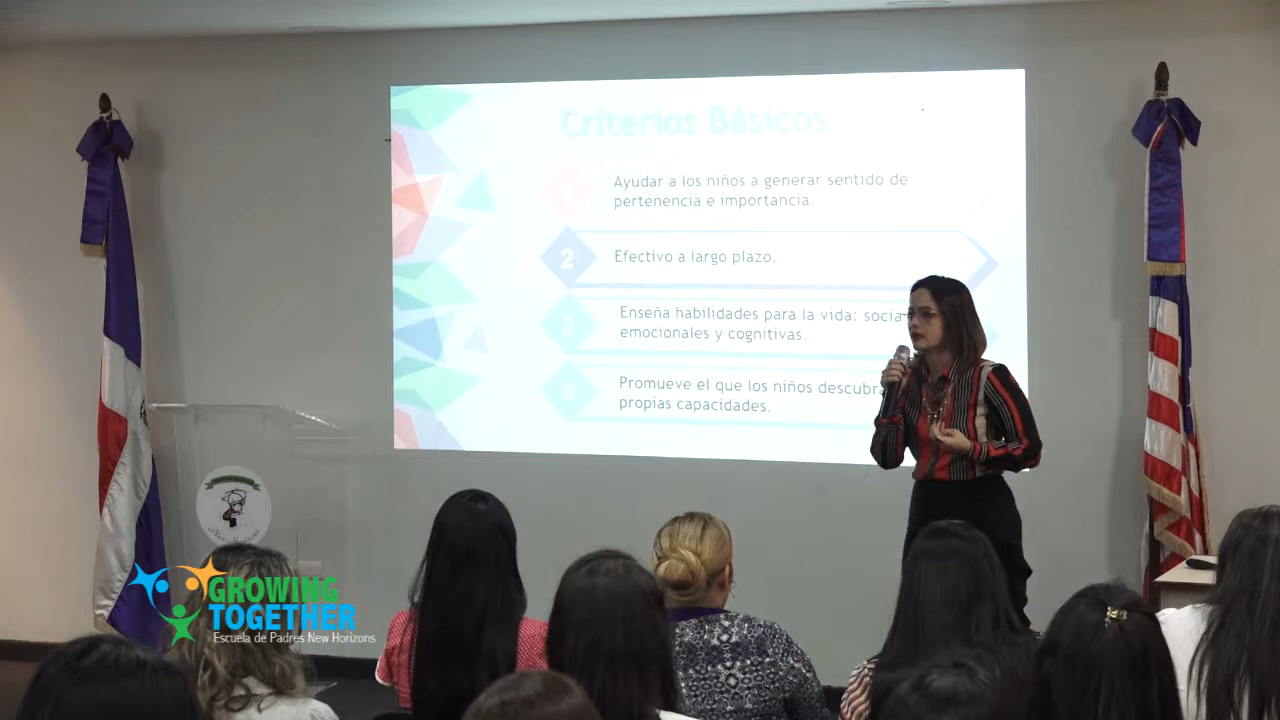 Criterios Básicos
1
Ayudar a los niños a generar sentido de
pertenencia e importancia.
2
Efectivo a largo plazo.
3
Enseña habilidades para la vida: socia
emocionales y cognitivas.
4
Promueve el que los niños descubra
propias capacidades.
GROWING
TOGETHER
Escuela de Padres New Horizons